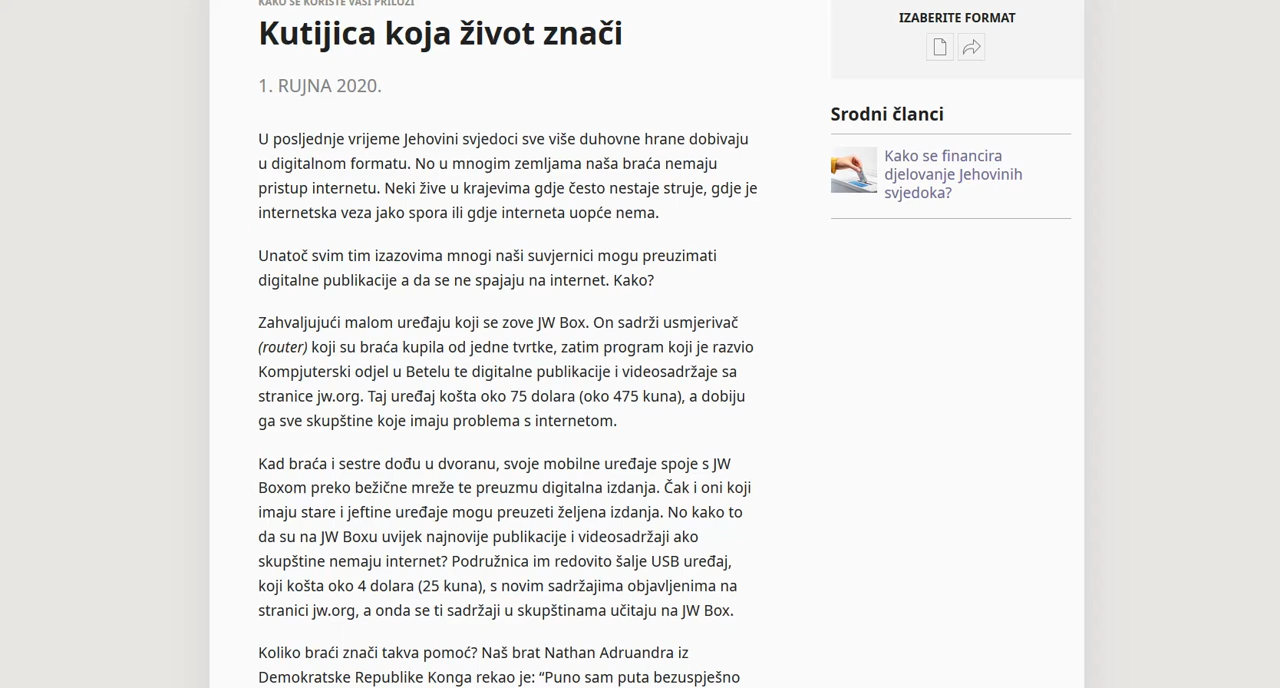 KAKO SE KORISTE VAŠI PRILOZI
Kutijica koja život znači
1. RUJNA 2020.
U posljednje vrijeme Jehovini svjedoci sve više duhovne hrane dobivaju
u digitalnom formatu. No u mnogim zemljama naša braća nemaju
pristup internetu. Neki žive u krajevima gdje često nestaje struje, gdje je
internetska veza jako spora ili gdje interneta uopće nema.
Unatoč svim tim izazovima mnogi naši suvjernici mogu preuzimati
digitalne publikacije a da se ne spajaju na internet. Kako?
Zahvaljujući malom uređaju koji se zove JW Box. On sadrži usmjerivač
(router) koji su braća kupila od jedne tvrtke, zatim program koji je razvio
Kompjuterski odjel u Betelu te digitalne publikacije i videosadržaje sa
stranice jw.org. Taj uređaj košta oko 75 dolara (oko 475 kuna), a dobiju
ga sve skupštine koje imaju problema s internetom.
Kad braća i sestre dođu u dvoranu, svoje mobilne uređaje spoje s JW
Boxom preko bežične mreže te preuzmu digitalna izdanja. Čak i oni koji
imaju stare i jeftine uređaje mogu preuzeti željena izdanja. No kako to
da su na JW Boxu uvijek najnovije publikacije i videosadržaji ako
skupštine nemaju internet? Podružnica im redovito šalje USB uređaj,
koji košta oko 4 dolara (25 kuna), s novim sadržajima objavljenima na
stranici jw.org, a onda se ti sadržaji u skupštinama učitaju na JW Box.
Koliko braći znači takva pomoć? Naš brat Nathan Adruandra iz
Demokratske Republike Konga rekao je: “Puno sam puta bezuspješno
IZABERITE FORMAT
Srodni članci
Kako se financira
djelovanje Jehovinih
svjedoka?